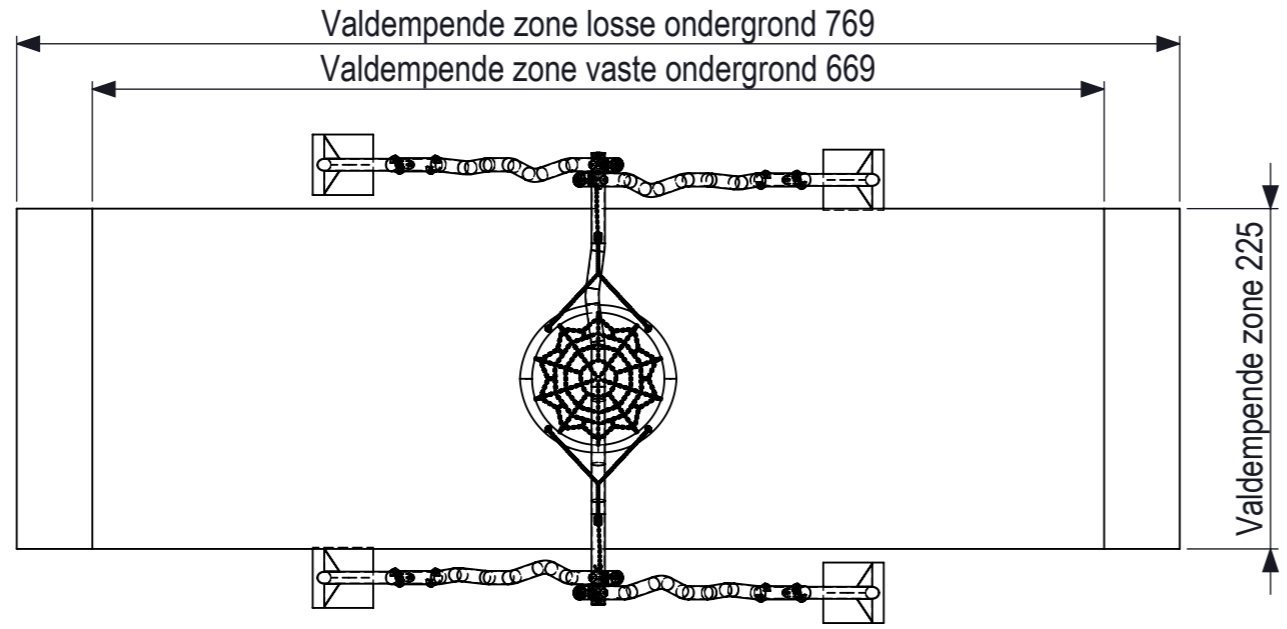 Valdempende zone losse ondergrond 769
Valdempende zone vaste ondergrond 669
Valdempende zone 225